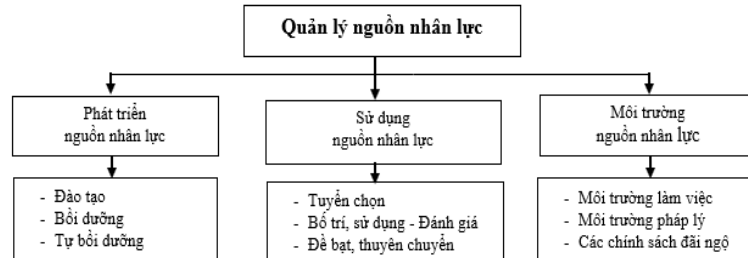 Quản lý nguồn nhân lực
Phát triển
nguồn nhân lực
Sử dụng
nguồn nhân lực
Môi trường
nguồn nhân lực
- Đào tạo
- Bồi dưỡng
- Tự bồi dưỡng
- Tuyển chọn
- Bố trí, sử dụng - Đánh giá
- Đề bạt, thuyên chuyển
- Môi trường làm việc
- Môi trường pháp lý
- Các chính sách đãi ngộ